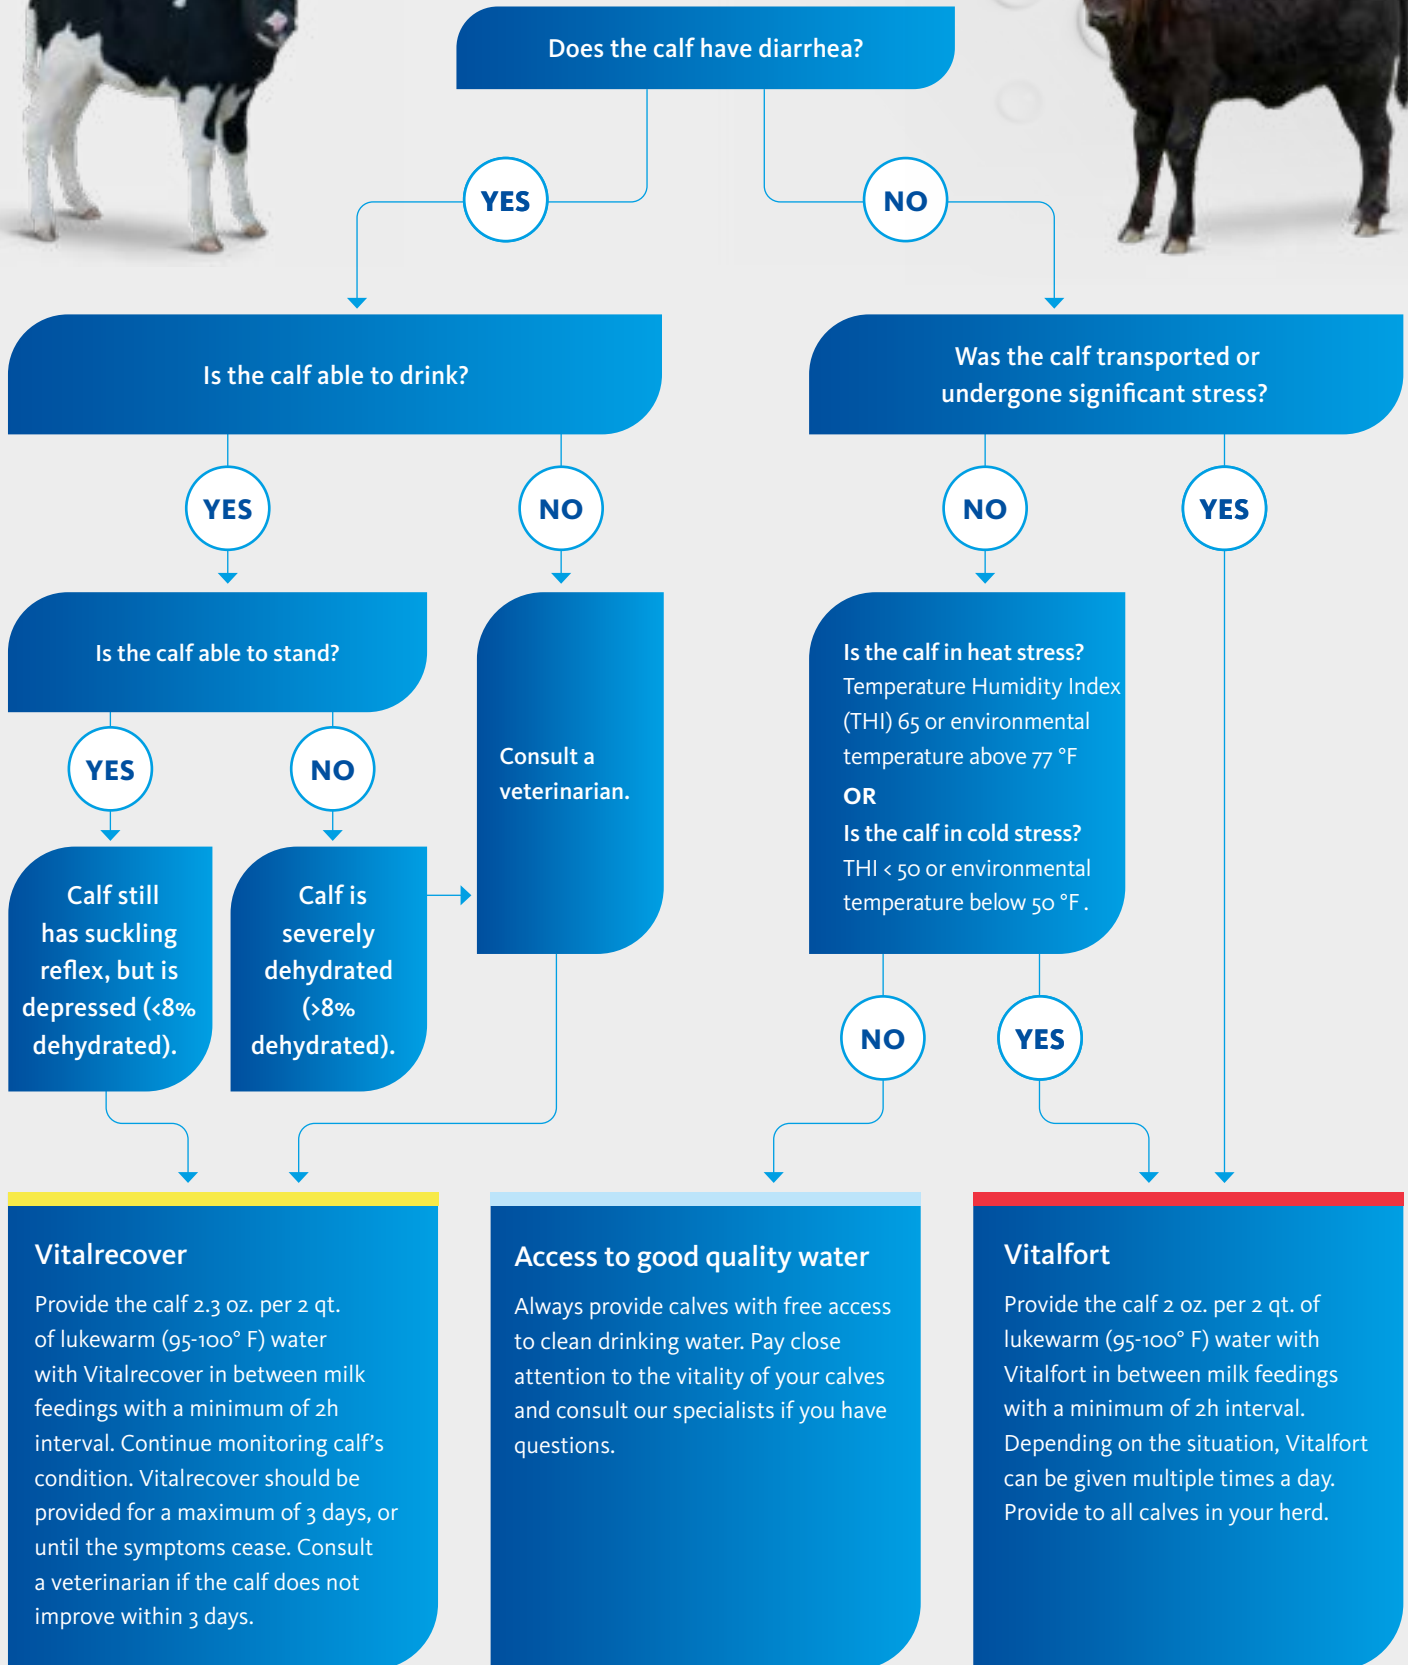 Does the calf have diarrhea?
YES
NO
Is the calf able to drink?
Was the calf transported or
undergone significant stress?
YES
NO
NO
YES
Is the calf able to stand?
Consult a
veterinarian.
Is the calf in heat stress?
Temperature Humidity Index
(THI) 65 or environmental
temperature above 77 °F
OR
Is the calf in cold stress?
THI < 50 or environmental
temperature below 50 °F .
YES
NO
Calf still
has suckling
reflex, but is
depressed (<8%
dehydrated).
Calf is
severely
dehydrated
(>8%
dehydrated).
NO
YES
Vitalrecover
Provide the calf 2.3 oz. per 2 qt.
of lukewarm (95-100° F) water
with Vitalrecover in between milk
feedings with a minimum of 2h
interval. Continue monitoring calf’s
condition. Vitalrecover should be
provided for a maximum of 3 days, or
until the symptoms cease. Consult
a veterinarian if the calf does not
improve within 3 days.
Access to good quality water
Always provide calves with free access
to clean drinking water. Pay close
attention to the vitality of your calves
and consult our specialists if you have
questions.
Vitalfort
Provide the calf 2 oz. per 2 qt. of
lukewarm (95-100° F) water with
Vitalfort in between milk feedings
with a minimum of 2h interval.
Depending on the situation, Vitalfort
can be given multiple times a day.
Provide to all calves in your herd.